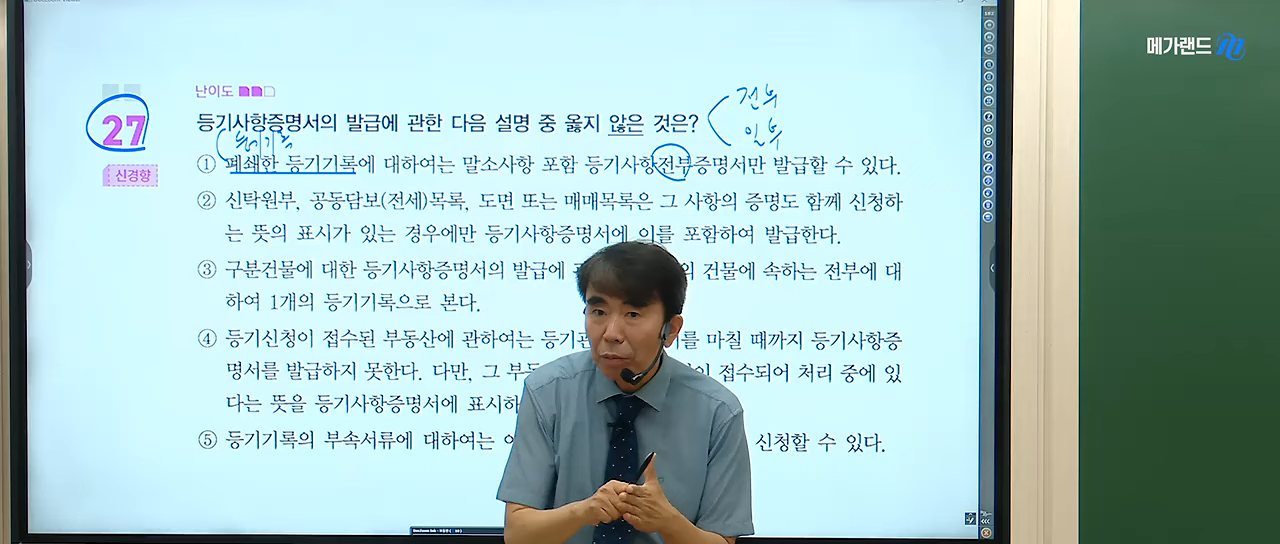 메가랜드
난이도
27
신경향
등기사항증명서의 발급에 관한 다음 설명 중 옳지 않은 것은?
전부
일부
등기기록
① 폐쇄한 등기기록에 대하여는 말소사항 포함 등기사항전부증명서만 발급할 수 있다.
② 신탁원부, 공동담보(전세)목록, 도면 또는 매매목록은 그 사항의 증명도 함께 신청하
는 뜻의 표시가 있는 경우에만 등기사항증명서에 이를 포함하여 발급한다.
③ 구분건물에 대한 등기사항증명서의 발급에 건물에 속하는 전부에 대
하여 1개의 등기기록으로 본다.
④ 등기신청이 접수된 부동산에 관하여는 를 마칠 때까지 등기사항증
명서를 발급하지 못한다. 다만, 그 접수되어 처리 중에 있
다는 뜻을 등기사항증명서에
⑤ 등기기록의 부속서류에 대하여는 신청할 수 있다.